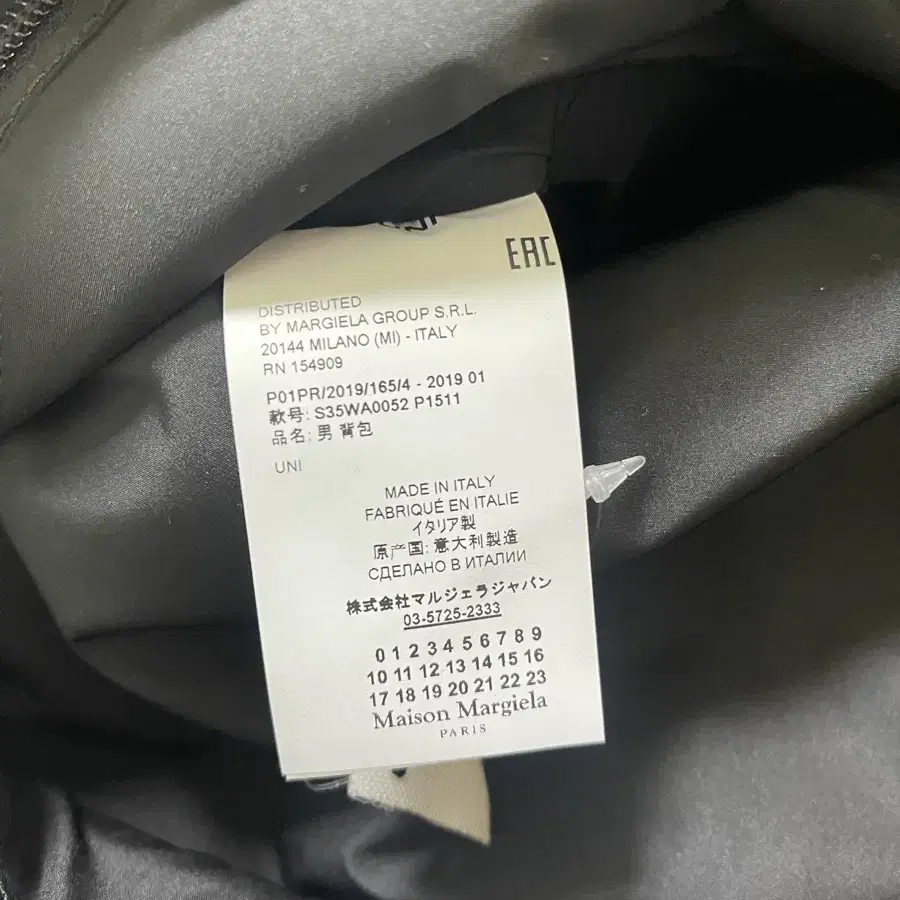 EAC
DISTRIBUTED
BY MARGIELA GROUP S.R.L.
20144 MILANO (MI) - ITALY
RN 154909
P01PR/2019/165/4 - 2019 01
款号: S35WA0052 P1511
品名: 男 背包
UNI
MADE IN ITALY
FABRIQUÉ EN ITALIE
イタリア製
原产国: 意大利製造
СДЕЛАНО В ИТАЛИИ
株式会社マルジェラジャパン
03-5725-2333
0 1 2 3 4 5 6 7 8 9
10 11 12 13 14 15 16
17 18 19 20 21 22 23
Maison Margiela
PARIS